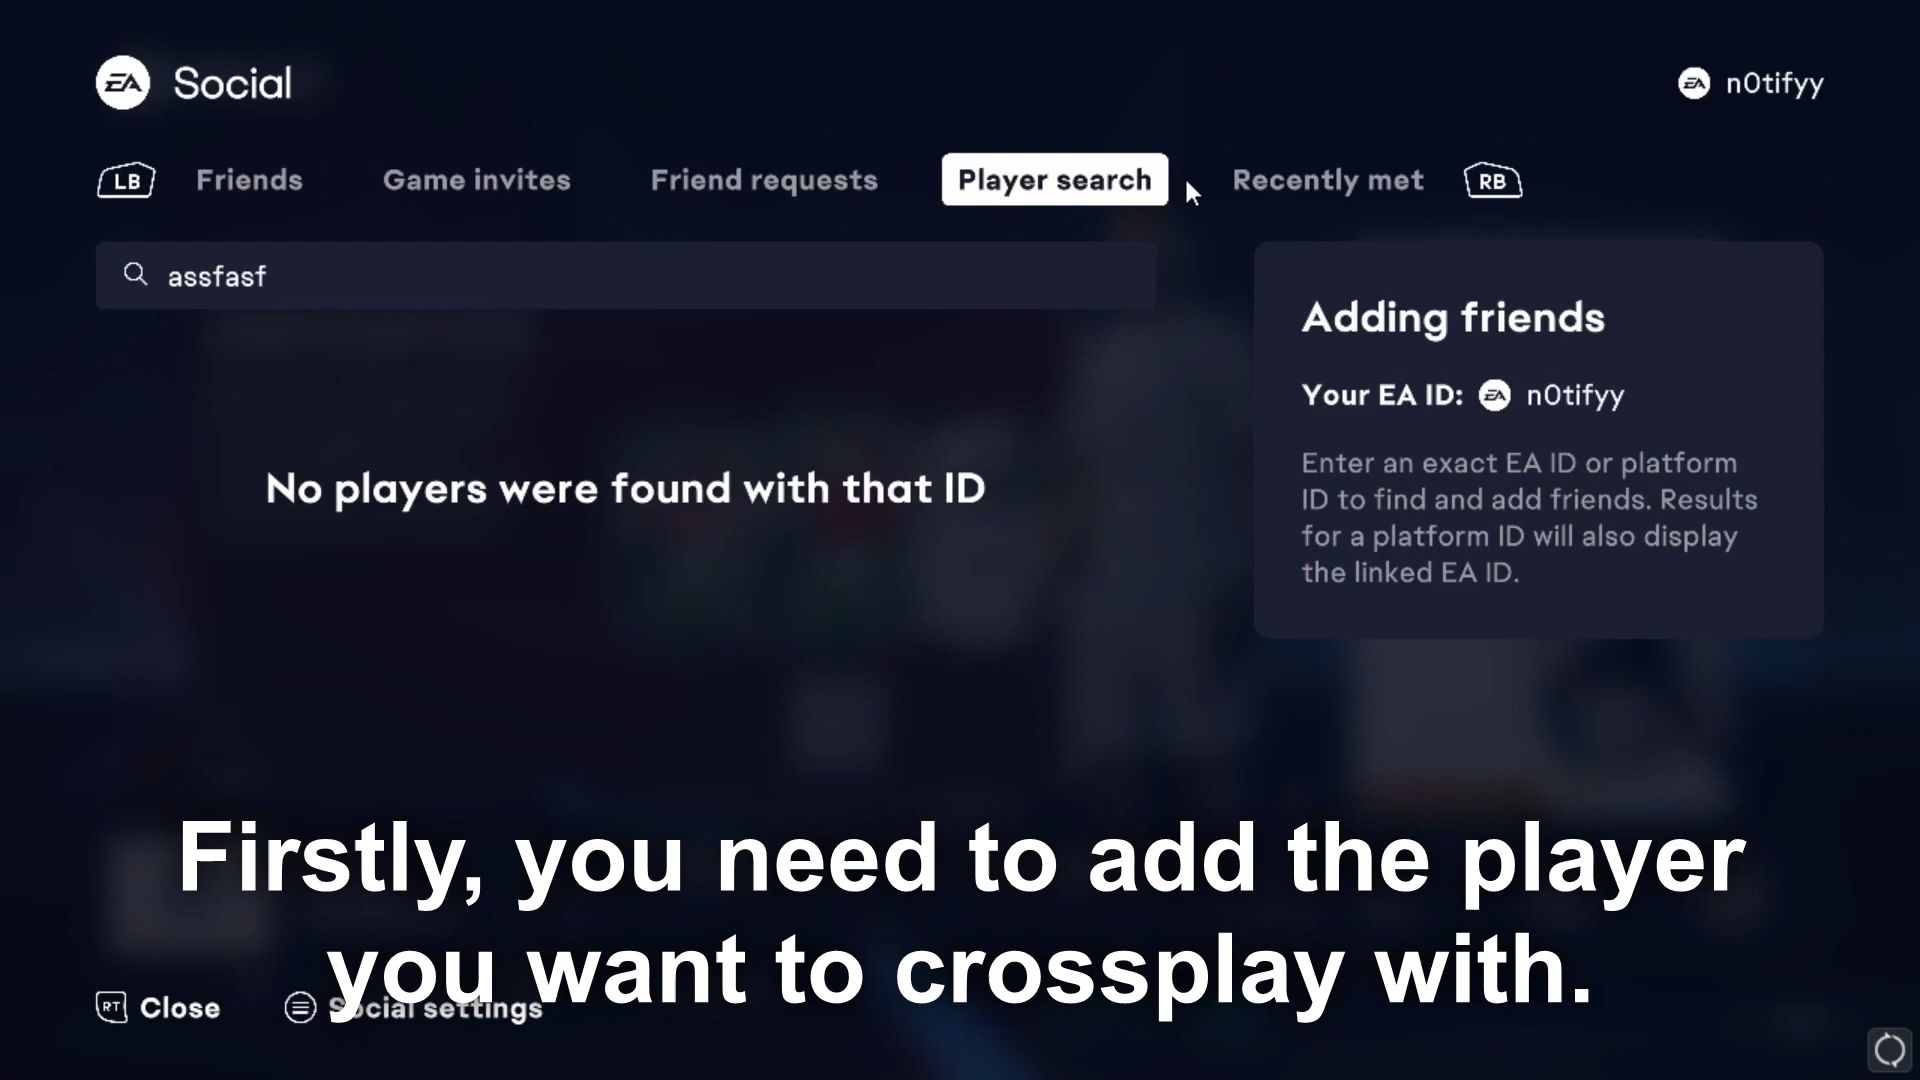 EA Social
EA n0tifyy
LB Friends Game invites Friend requests Player search Recently met RB
assfasf
Adding friends
Your EA ID: EA n0tifyy
Enter an exact EA ID or platform
ID to find and add friends. Results
for a platform ID will also display
the linked EA ID.
No players were found with that ID
Firstly, you need to add the player
you want to crossplay with.
RT Close Social settings